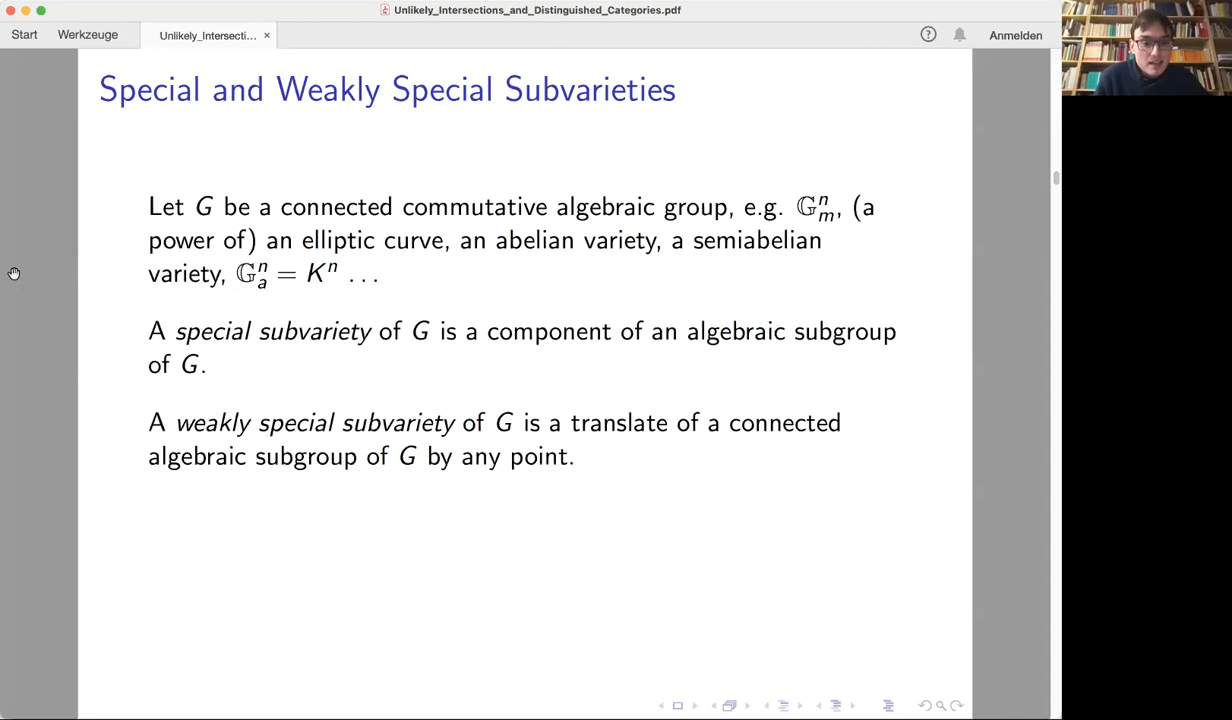 Unlikely_Intersections_and_Distinguished_Categories.pdf
Start Werkzeuge Unlikely_Intersecti... × Anmelden
Special and Weakly Special Subvarieties
Let G be a connected commutative algebraic group, e.g. 𝔾ₘⁿ, (a
power of) an elliptic curve, an abelian variety, a semiabelian
variety, 𝔾ₐⁿ = Kⁿ ...
A special subvariety of G is a component of an algebraic subgroup
of G.
A weakly special subvariety of G is a translate of a connected
algebraic subgroup of G by any point.